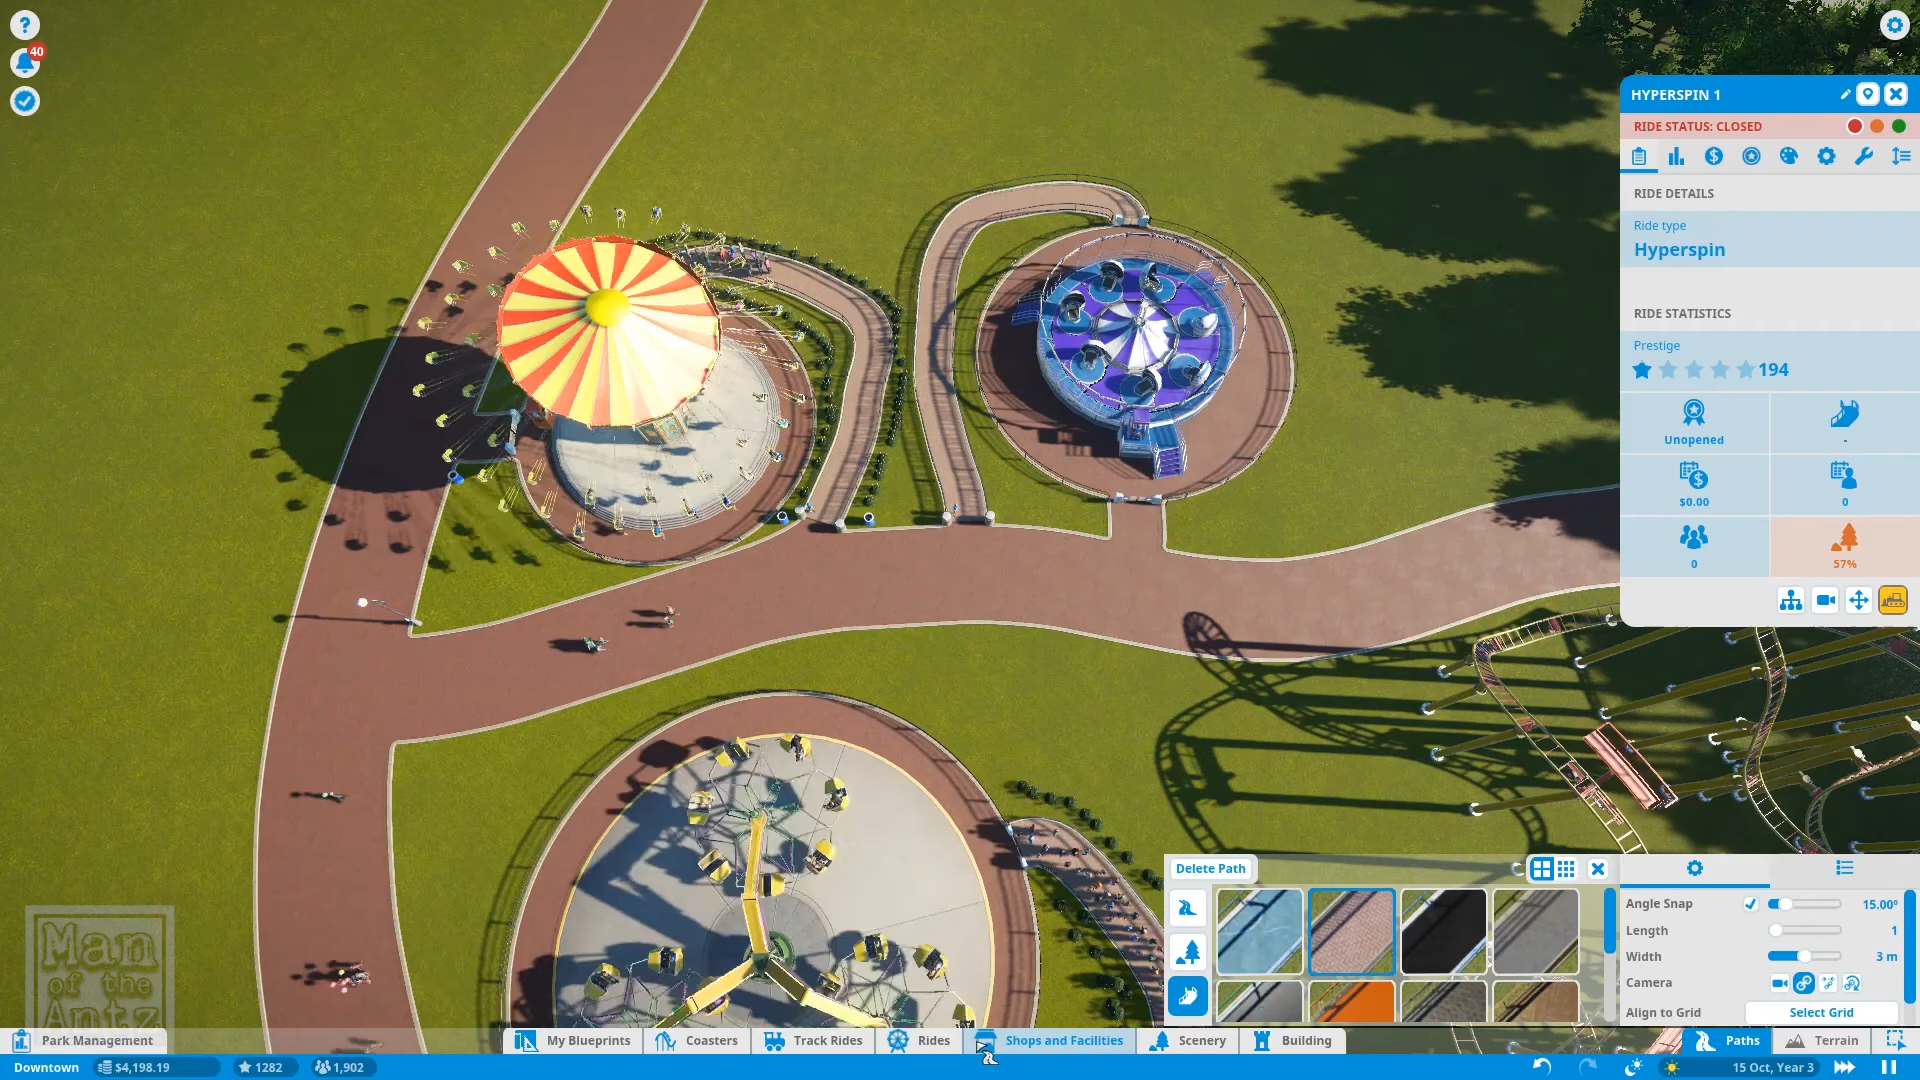 ?
40
HYPERSPIN 1
RIDE STATUS: CLOSED
RIDE DETAILS
Ride type
Hyperspin
RIDE STATISTICS
Prestige
194
Unopened
-
$0.00
0
0
57%
Man
of the
Antz
Delete Path
Angle Snap
15.00°
Length
1
Width
3 m
Camera
Align to Grid
Select Grid
Park Management
My Blueprints
Coasters
Track Rides
Rides
Shops and Facilities
Scenery
Building
Paths
Terrain
Downtown
$4,198.19
1282
1,902
15 Oct, Year 3